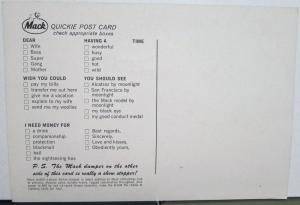 Mack
QUICKIE POST CARD
check appropriate boxes
DEAR
Wife
Boss
Super
Gang
Mother
HAVING A TIME
wonderful
busy
good
hot
wild
WISH YOU COULD
pay my bills
transfer me out here
give me a vacation
explain to my wife
send me my woolies
YOU SHOULD SEE
Alcatraz by moonlight
San Francisco by
moonlight
the Mack model by
moonlight
my black eye
my good conduct medal
I NEED MONEY FOR
a drink
companionship
protection
blackmail
bail
the sightseeing bus
Best regards,
Sincerely,
Love and kisses,
Obediently yours,
P. S. The Mack dumper on the other
side of this card is really a show stopper!